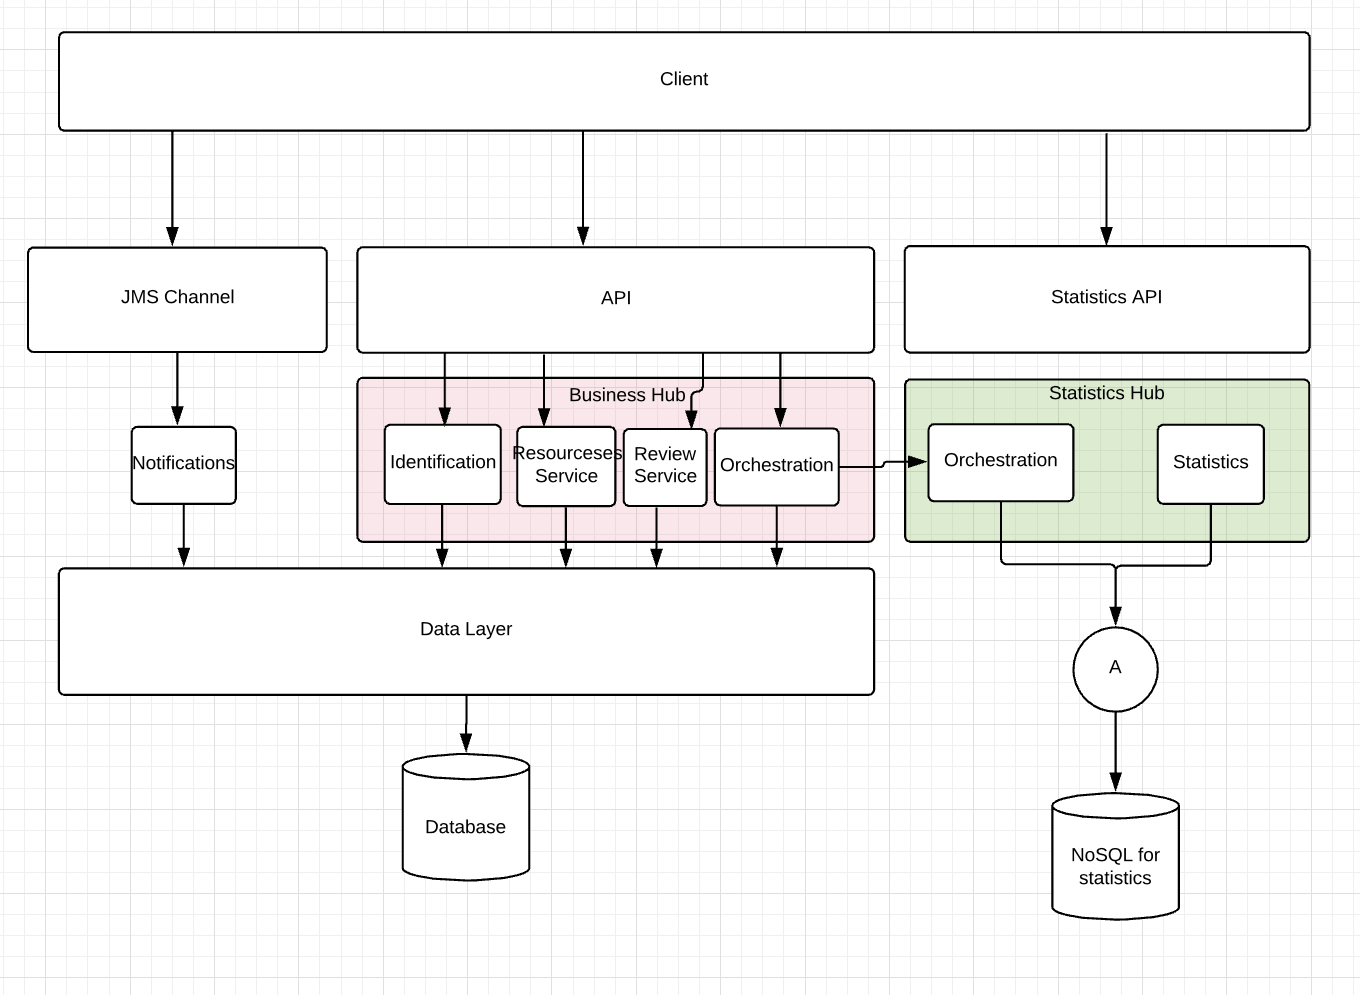 Client
JMS Channel
API
Statistics API
Business Hub
Statistics Hub
Notifications
Identification
Resourceses
Service
Review
Service
Orchestration
Orchestration
Statistics
Data Layer
A
Database
NoSQL for
statistics